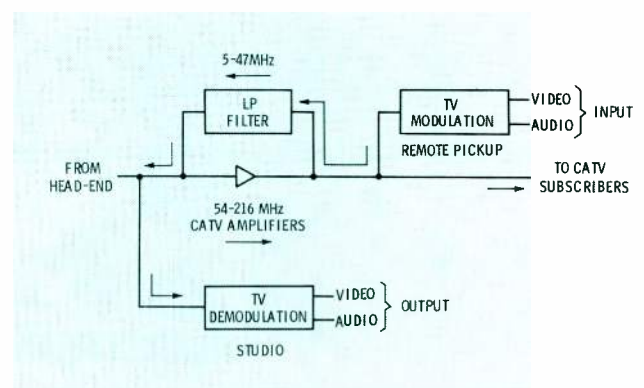 5-47MHz
LP
FILTER
TV
MODULATION
VIDEO
AUDIO
INPUT
REMOTE PICKUP
FROM
HEAD-END
TO CATV
SUBSCRIBERS
54-216 MHz
CATV AMPLIFIERS
TV
DEMODULATION
VIDEO
AUDIO
OUTPUT
STUDIO